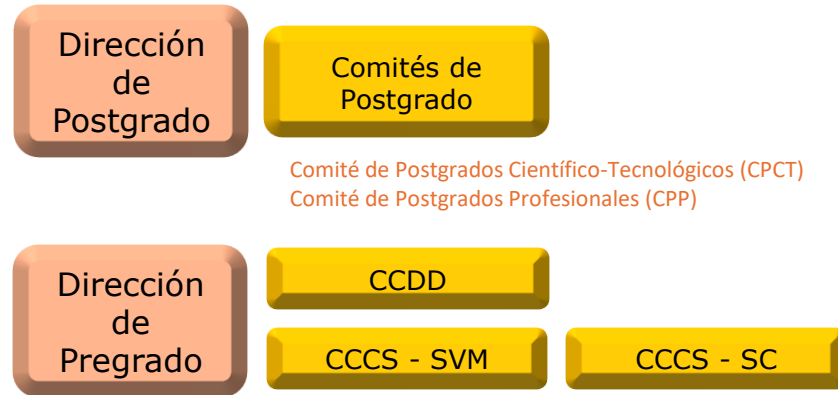 Dirección
de
Postgrado
Comités de
Postgrado
Comité de Postgrados Científico-Tecnológicos (CPCT)
Comité de Postgrados Profesionales (CPP)
Dirección
de
Pregrado
CCDD
CCCS - SVM
CCCS - SC